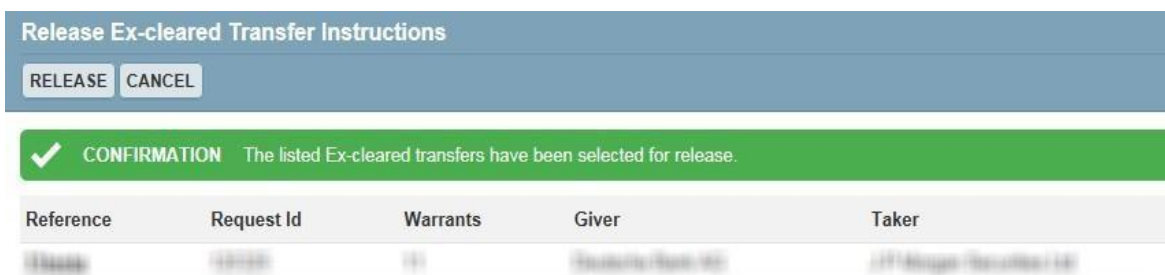 Release Ex-cleared Transfer Instructions
RELEASE CANCEL
CONFIRMATION The listed Ex-cleared transfers have been selected for release.
Reference Request Id Warrants Giver Taker